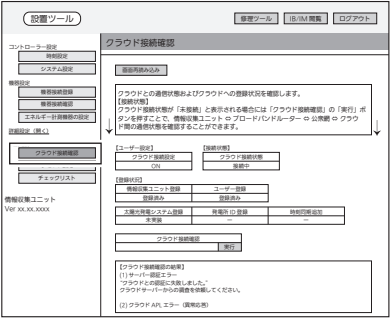 設置ツール
修理ツール
iB/iM 閲覧
ログアウト
コントローラー設定
時刻設定
システム設定
機器設定
機器接続登録
機器接続確認
エネルギー計測機器の設定
詳細設定（開く）
クラウド接続確認
チェックリスト
情報収集ユニット
Ver xx.xx.xxxx
クラウド接続確認
画面再読み込み
クラウドとの通信状態およびクラウドへの登録状況を確認します。
【接続状態】
クラウド接続状態が「未接続」と表示される場合には「クラウド接続確認」の「実行」ボ
タンを押すことで、情報収集ユニット ⇔ ブロードバンドルーター ⇔ 公衆網 ⇔ クラウ
ド間の通信状態を確認することができます。
【ユーザー設定】
【接続状態】
クラウド接続設定
クラウド接続状態
ON
接続中
【登録状況】
情報収集ユニット登録
ユーザー登録
登録済み
登録済み
太陽光発電システム登録
発電所 ID 登録
時刻同期追加
未実装
―
―
クラウド接続確認
実行
【クラウド接続確認の結果】
(1) サーバー認証エラー
"クラウドとの認証に失敗しました。"
クラウドサーバーからの調査を依頼してください。
(2) クラウド APL エラー（異常応答）